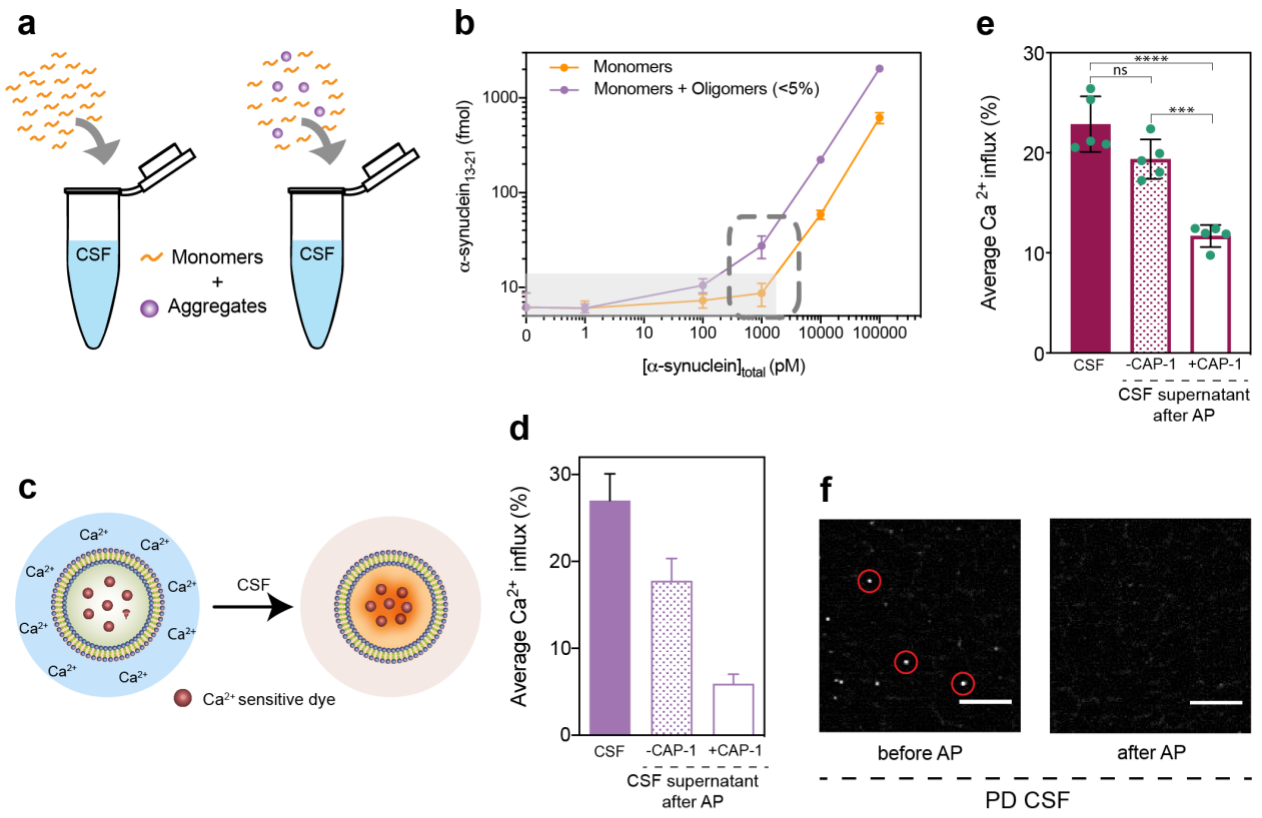 a
CSF
CSF
Monomers
+
Aggregates
b
Monomers
Monomers + Oligomers (<5%)
α-synuclein13-21 (fmol)
1000
100
10
0
1
10
100
1000
10000
100000
[α-synuclein]total (pM)
c
Ca2+
Ca2+
Ca2+
Ca2+
Ca2+
Ca2+
Ca2+
Ca2+
CSF
Ca2+ sensitive dye
d
Average Ca2+ influx (%)
30
20
10
0
CSF
-CAP-1
+CAP-1
CSF supernatant
after AP
e
Average Ca 2+ influx (%)
30
20
10
0
****
ns
***
CSF
-CAP-1
+CAP-1
CSF supernatant
after AP
f
before AP
after AP
PD CSF